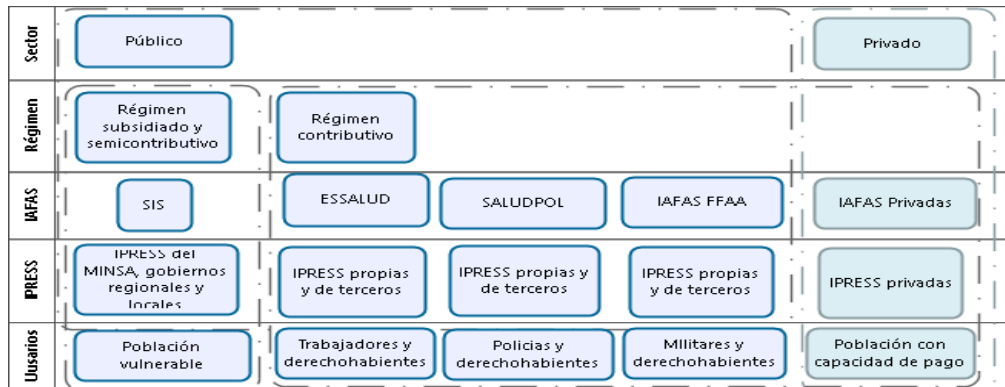 Sector
Público
Privado
Régimen
Régimen
subsidiado y
semicontributivo
Régimen
contributivo
IAFAS
SIS
ESSALUD
SALUDPOL
IAFAS FFAA
IAFAS Privadas
IPRESS
IPRESS del
MINSA, gobiernos
regionales y
locales
IPRESS propias
y de terceros
IPRESS propias y
de terceros
IPRESS propias
y de terceros
IPRESS privadas
Uusarios
Población
vulnerable
Trabajadores y
derechohabientes
Policias y
derechohabientes
MIlitares y
derechohabientes
Población con
capacidad de pago